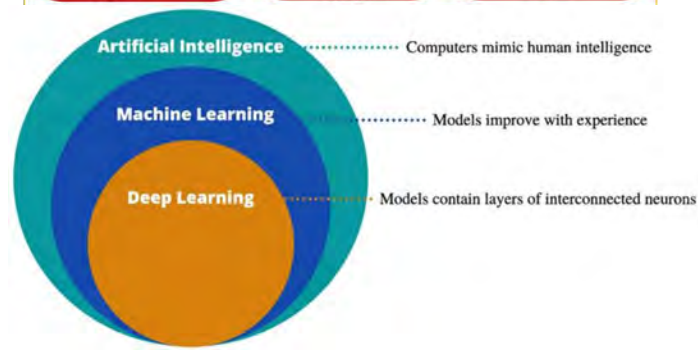 Artificial Intelligence
Computers mimic human intelligence
Machine Learning
Models improve with experience
Deep Learning
Models contain layers of interconnected neurons